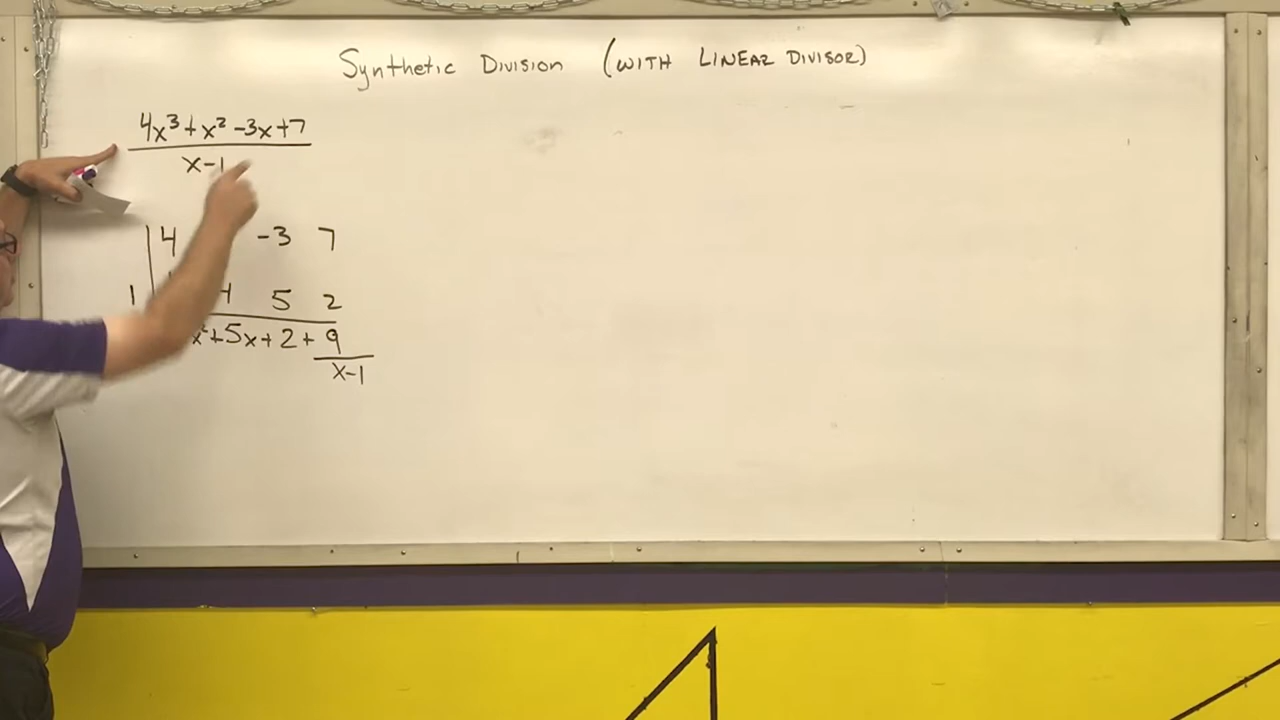 Synthetic Division (WITH LINEAR DIVISOR)
4x³+x²-3x+7
x-1
4 -3 7
1 4 5 2
x²+5x+2+9
x-1